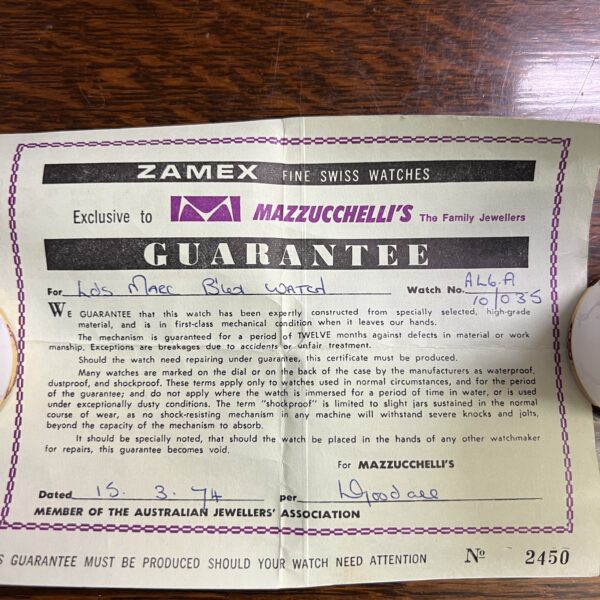 ZAMEX FINE SWISS WATCHES
Exclusive to MAZZUCCHELLI'S The Family Jewellers
GUARANTEE
For Lds Marc Watch Watch No. AL6.A
10/035
WE GUARANTEE that this watch has been expertly constructed from specially selected, high-grade
material, and is in first-class mechanical condition when it leaves our hands.
The mechanism is guaranteed for a period of TWELVE months against defects in material or work
manship. Exceptions are breakages due to accidents or unfair treatment.
Should the watch need repairing under guarantee, this certificate must be produced.
Many watches are marked on the dial or on the back of the case by the manufacturers as waterproof,
dustproof, and shockproof. These terms apply only to watches used in normal circumstances, and for the period
of the guarantee; and do not apply where the watch is immersed for a period of time in water, or is used
under exceptionally dusty conditions. The term "shockproof" is limited to slight jars sustained in the normal
course of wear, as no shock-resisting mechanism in any machine will withstand severe knocks and jolts,
beyond the capacity of the mechanism to absorb.
It should be specially noted, that should the watch be placed in the hands of any other watchmaker
for repairs, this guarantee becomes void.
For MAZZUCCHELLI'S
Dated 15. 3. 74 per
MEMBER OF THE AUSTRALIAN JEWELLERS' ASSOCIATION
GUARANTEE MUST BE PRODUCED SHOULD YOUR WATCH NEED ATTENTION No 2450